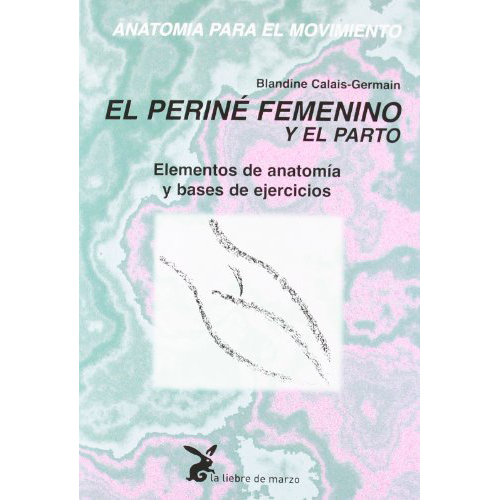 ANATOMÍA PARA EL MOVIMIENTO
Blandine Calais-Germain
EL PERINÉ FEMENINO
Y EL PARTO
Elementos de anatomía
y bases de ejercicios
la liebre de marzo